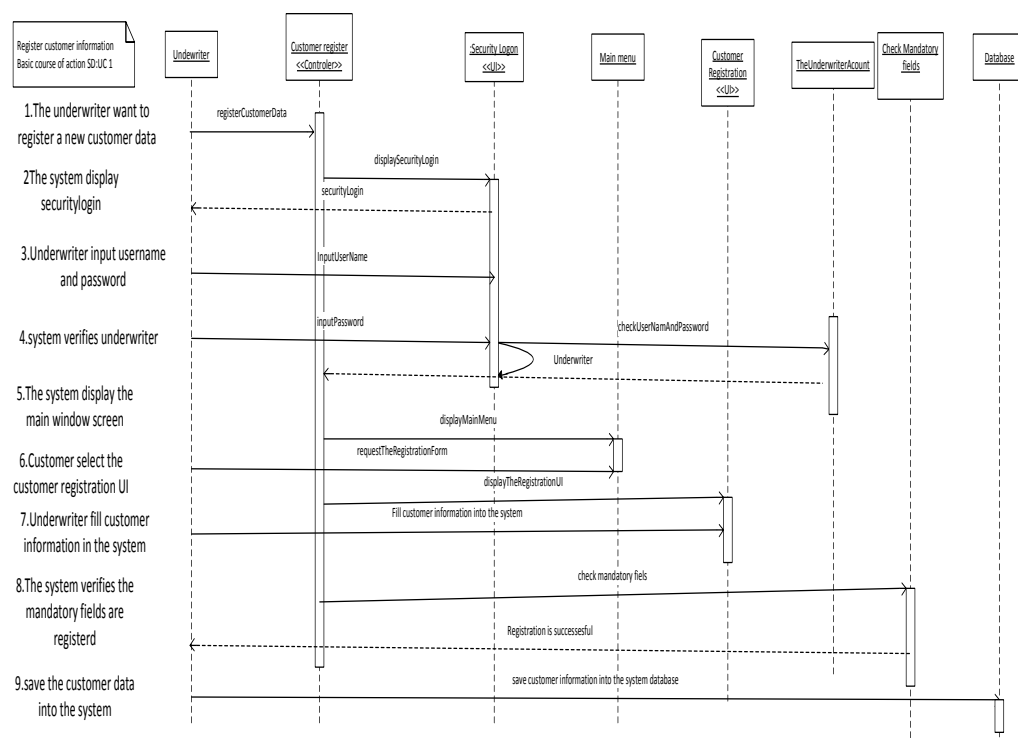 Register customer information
Basic course of action SD:UC 1
Undewriter
Customer register
<<Controler>>
:Security Logon
<<UI>>
Main menu
Customer
Registration
<<UI>>
TheUnderwriterAcount
Check Mandatory
fields
Database
1.The underwriter want to
register a new customer data
registerCustomerData
displaySecurityLogin
2The system display
securitylogin
securityLogin
3.Underwriter input username
and password
InputUserName
4.system verifies underwriter
inputPassword
checkUserNamAndPassword
Underwriter
5.The system display the
main window screen
displayMainMenu
6.Customer select the
customer registration UI
requestTheRegistrationForm
displayTheRegistrationUI
7.Underwriter fill customer
information in the system
Fill customer information into the system
8.The system verifies the
mandatory fields are
registerd
check mandatory fiels
Registration is successesful
9.save the customer data
into the system
save customer information into the system database